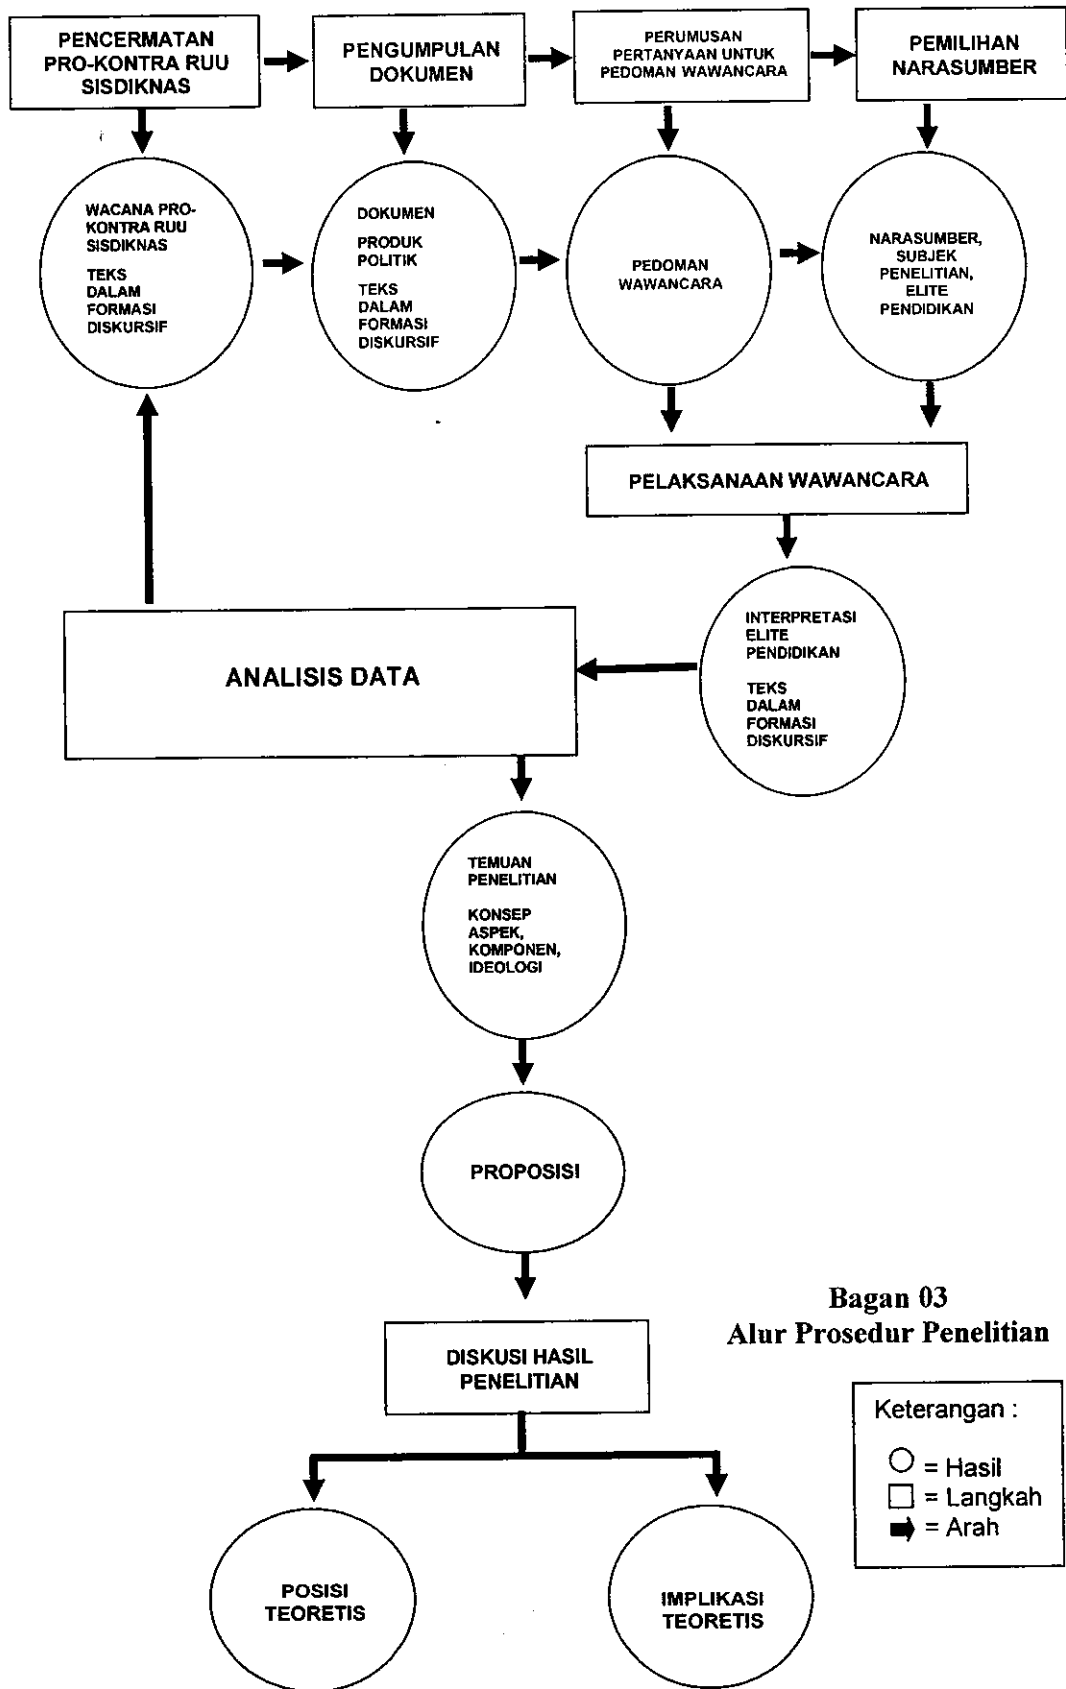 PENCERMATAN
PRO-KONTRA RUU
SISDIKNAS
PENGUMPULAN
DOKUMEN
PERUMUSAN
PERTANYAAN UNTUK
PEDOMAN WAWANCARA
PEMILIHAN
NARASUMBER
WACANA PRO-
KONTRA RUU
SISDIKNAS
TEKS
DALAM
FORMASI
DISKURSIF
DOKUMEN
PRODUK
POLITIK
TEKS
DALAM
FORMASI
DISKURSIF
PEDOMAN
WAWANCARA
NARASUMBER,
SUBJEK
PENELITIAN,
ELITE
PENDIDIKAN
PELAKSANAAN WAWANCARA
INTERPRETASI
ELITE
PENDIDIKAN
TEKS
DALAM
FORMASI
DISKURSIF
ANALISIS DATA
TEMUAN
PENELITIAN
KONSEP
ASPEK,
KOMPONEN,
IDEOLOGI
PROPOSISI
Bagan 03
Alur Prosedur Penelitian
DISKUSI HASIL
PENELITIAN
Keterangan :
= Hasil
= Langkah
= Arah
POSISI
TEORETIS
IMPLIKASI
TEORETIS